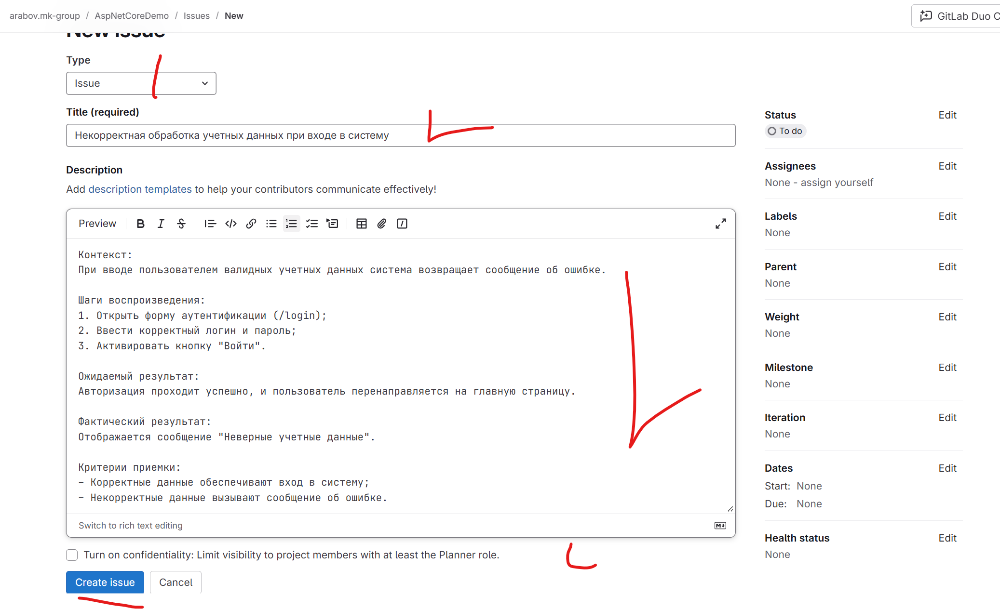 arabov.mk-group / AspNetCoreDemo / Issues / New
GitLab Duo C
New issue
Type
Issue
Title (required)
Некорректная обработка учетных данных при входе в систему
Description
Add description templates to help your contributors communicate effectively!
Preview
Контекст:
При вводе пользователем валидных учетных данных система возвращает сообщение об ошибке.
Шаги воспроизведения:
1. Открыть форму аутентификации (/login);
2. Ввести корректный логин и пароль;
3. Активировать кнопку "Войти".
Ожидаемый результат:
Авторизация проходит успешно, и пользователь перенаправляется на главную страницу.
Фактический результат:
Отображается сообщение "Неверные учетные данные".
Критерии приемки:
- Корректные данные обеспечивают вход в систему;
- Некорректные данные вызывают сообщение об ошибке.
Switch to rich text editing
Turn on confidentiality: Limit visibility to project members with at least the Planner role.
Create issue Cancel
Status Edit
To do
Assignees Edit
None - assign yourself
Labels Edit
None
Parent Edit
None
Weight Edit
None
Milestone Edit
None
Iteration Edit
None
Dates Edit
Start: None
Due: None
Health status Edit
None